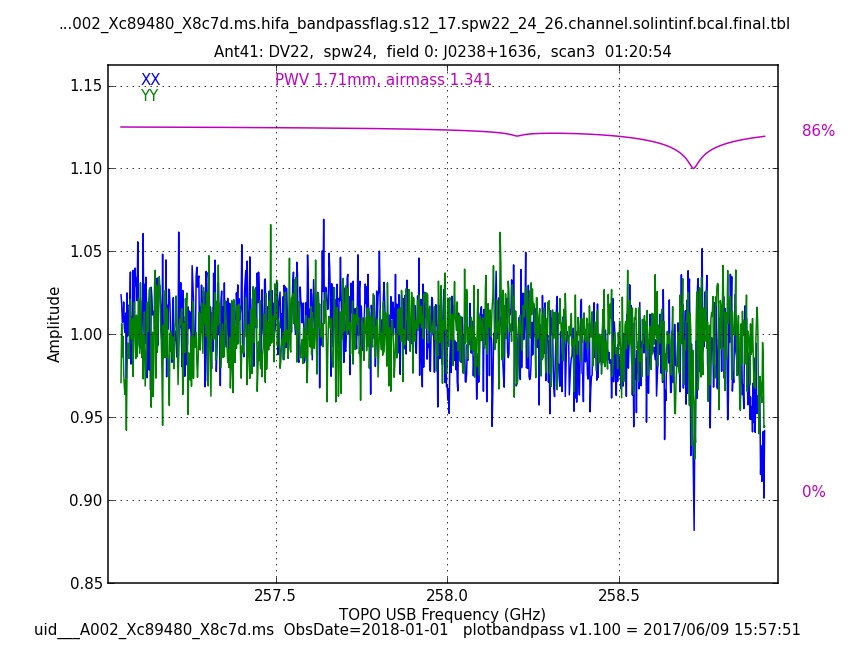 ...002_Xc89480_X8c7d.ms.hifa_bandpassflag.s12_17.spw22_24_26.channel.solintinf.bcal.final.tbl
Ant41: DV22,  spw24,  field 0: J0238+1636,  scan3  01:20:54
XX
PWV 1.71mm, airmass 1.341
YY
1.15
1.10
1.05
1.00
0.95
0.90
0.85
86%
0%
Amplitude
257.5
258.0
258.5
TOPO USB Frequency (GHz)
uid___A002_Xc89480_X8c7d.ms  ObsDate=2018-01-01   plotbandpass v1.100 = 2017/06/09 15:57:51